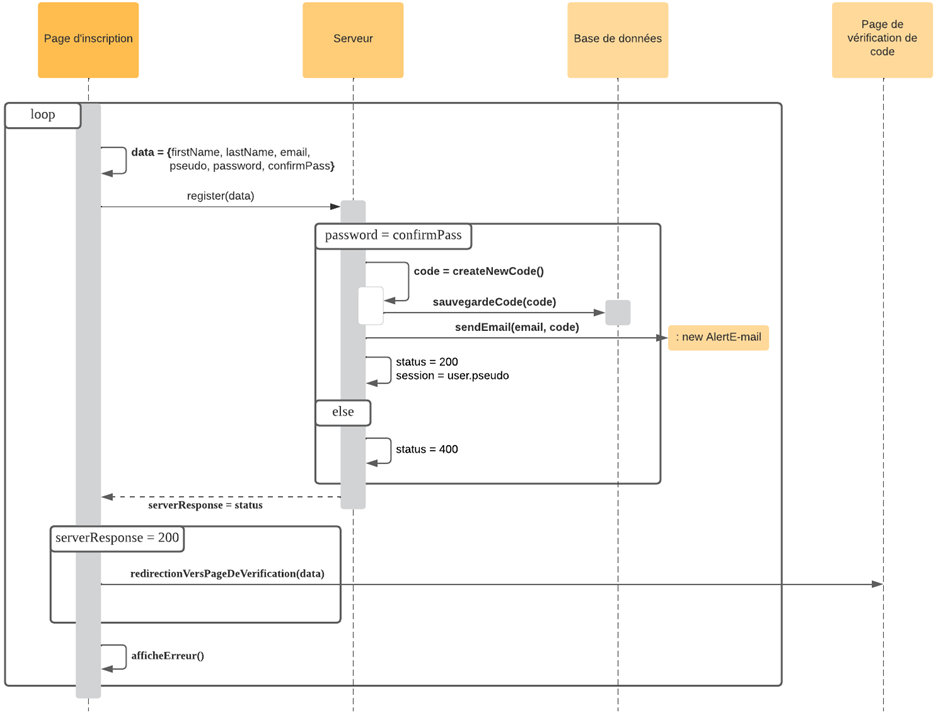 Page d'inscription
Serveur
Base de données
Page de
vérification de
code
loop
data = {firstName, lastName, email,
pseudo, password, confirmPass}
register(data)
password = confirmPass
code = createNewCode()
sauvegardeCode(code)
sendEmail(email, code)
: new AlertE-mail
status = 200
session = user.pseudo
else
status = 400
serverResponse = status
serverResponse = 200
redirectionVersPageDeVerification(data)
afficheErreur()